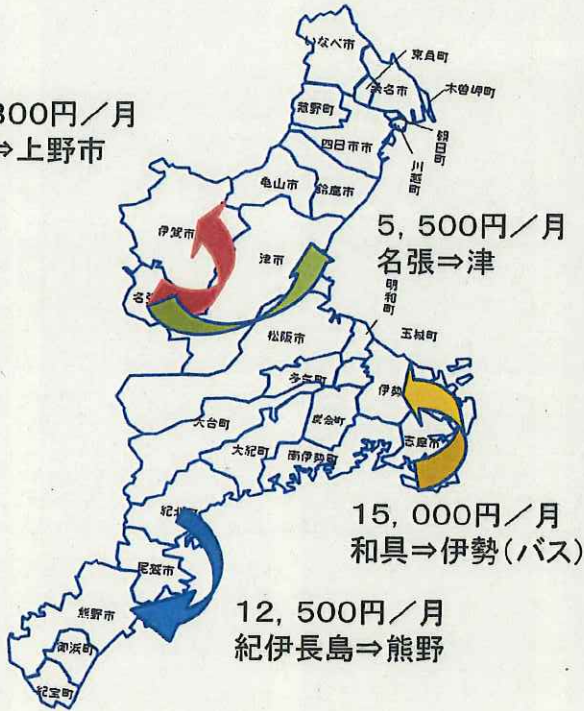 いなべ市
東員町
桑名市
木曽岬町
菰野町
朝日町
四日市市
川越町
800円／月
⇒上野市
亀山市
鈴鹿市
5，500円／月
名張⇒津
伊賀市
津市
明和町
玉城町
松阪市
多気町
伊勢
大台町
度会町
志摩市
大紀町
南伊勢町
15，000円／月
和具⇒伊勢(バス)
尾鷲市
12，500円／月
紀伊長島⇒熊野
熊野市
御浜町
紀宝町